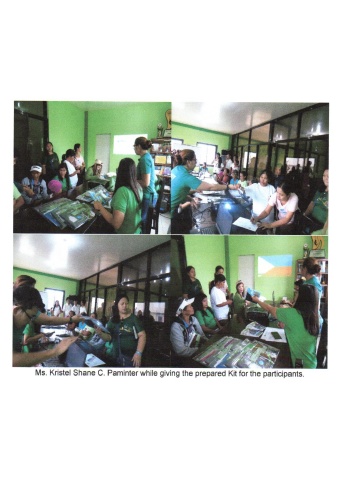 Ms. Kristel Shane C. Paminter while giving the prepared Kit for the participants.